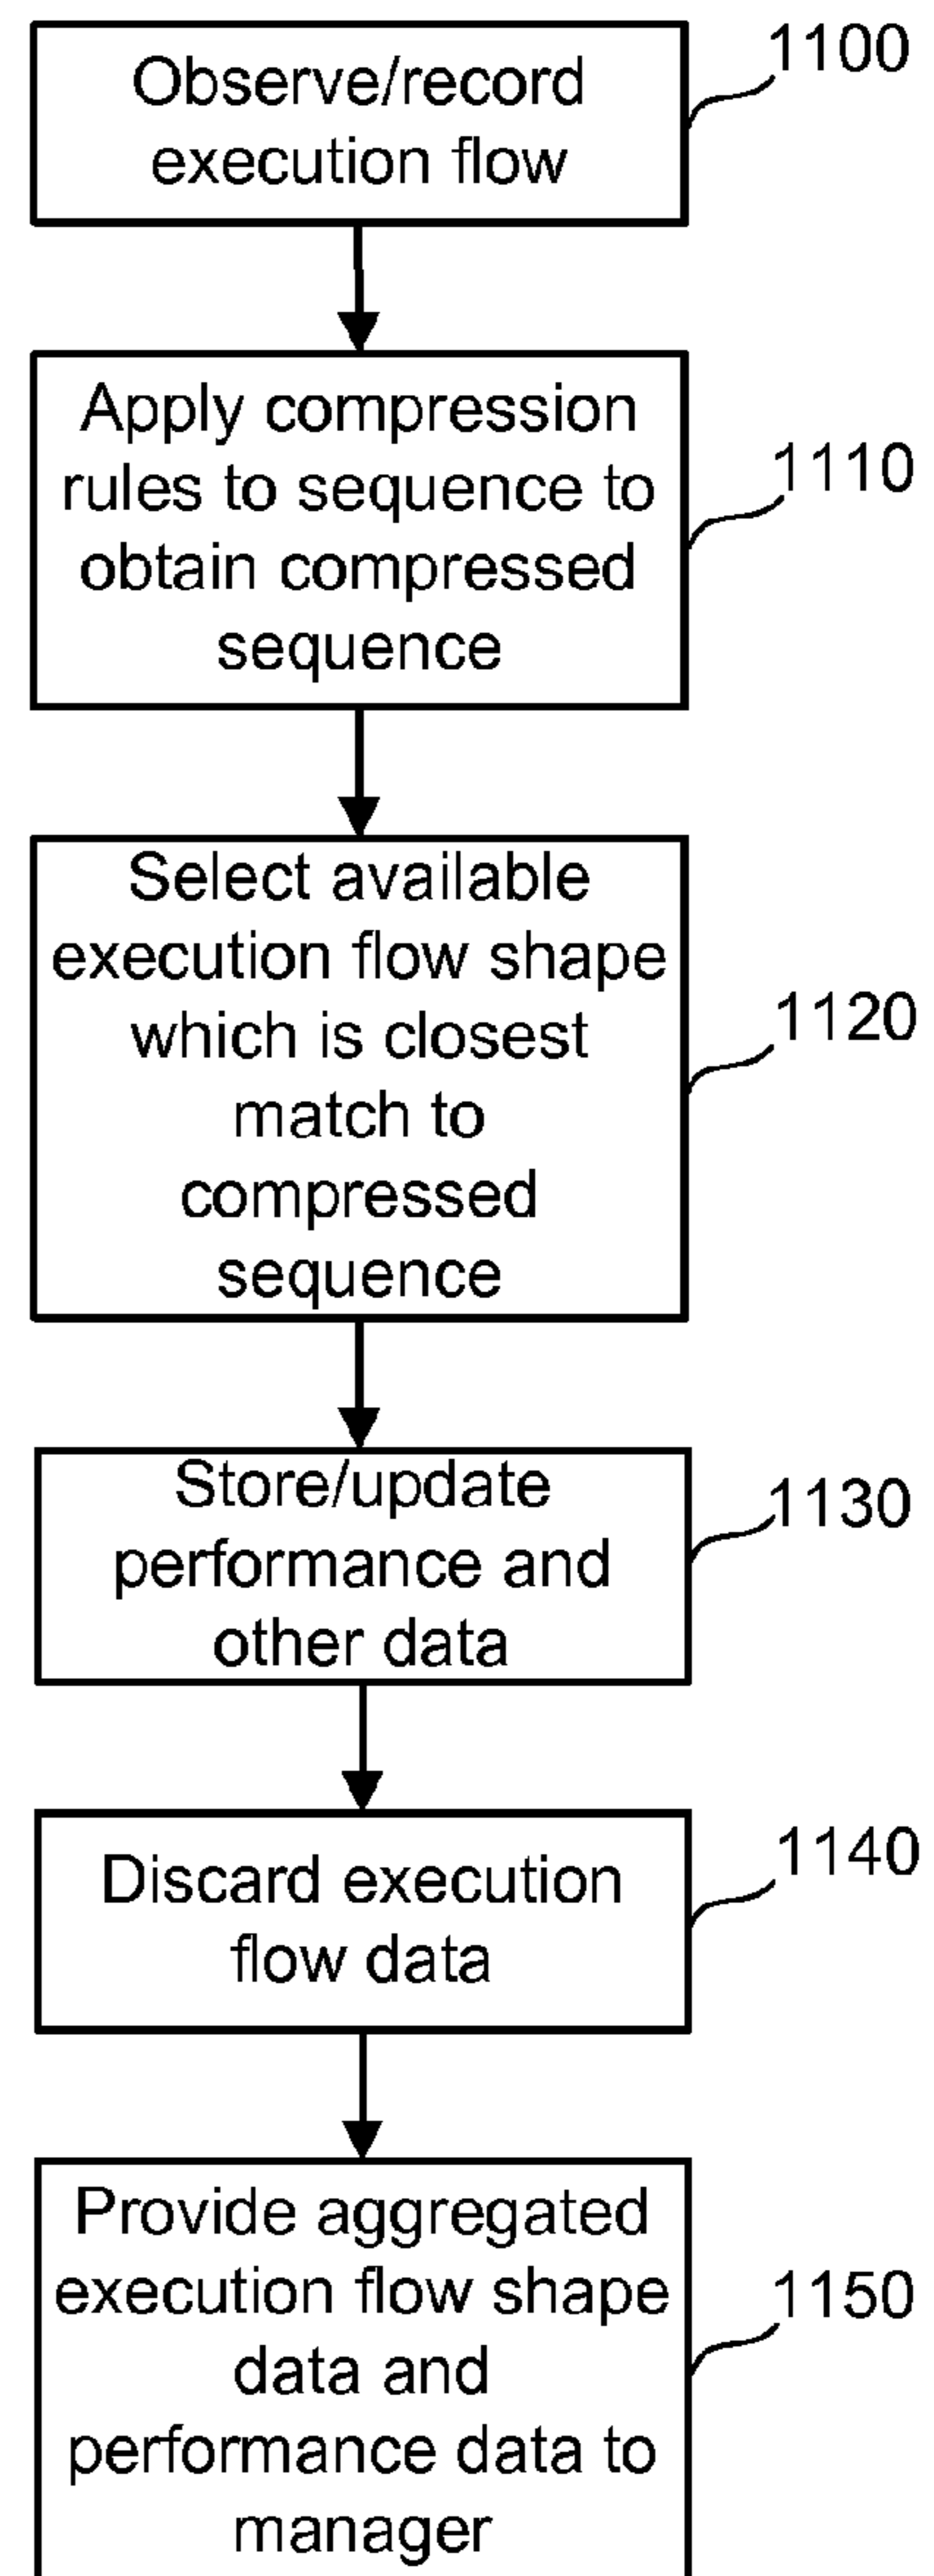 Observe/record
execution flow
1100
Apply compression
rules to sequence to
obtain compressed
sequence
1110
Select available
execution flow shape
which is closest
match to
compressed
sequence
1120
Store/update
performance and
other data
1130
Discard execution
flow data
1140
Provide aggregated
execution flow shape
data and
performance data to
manager
1150